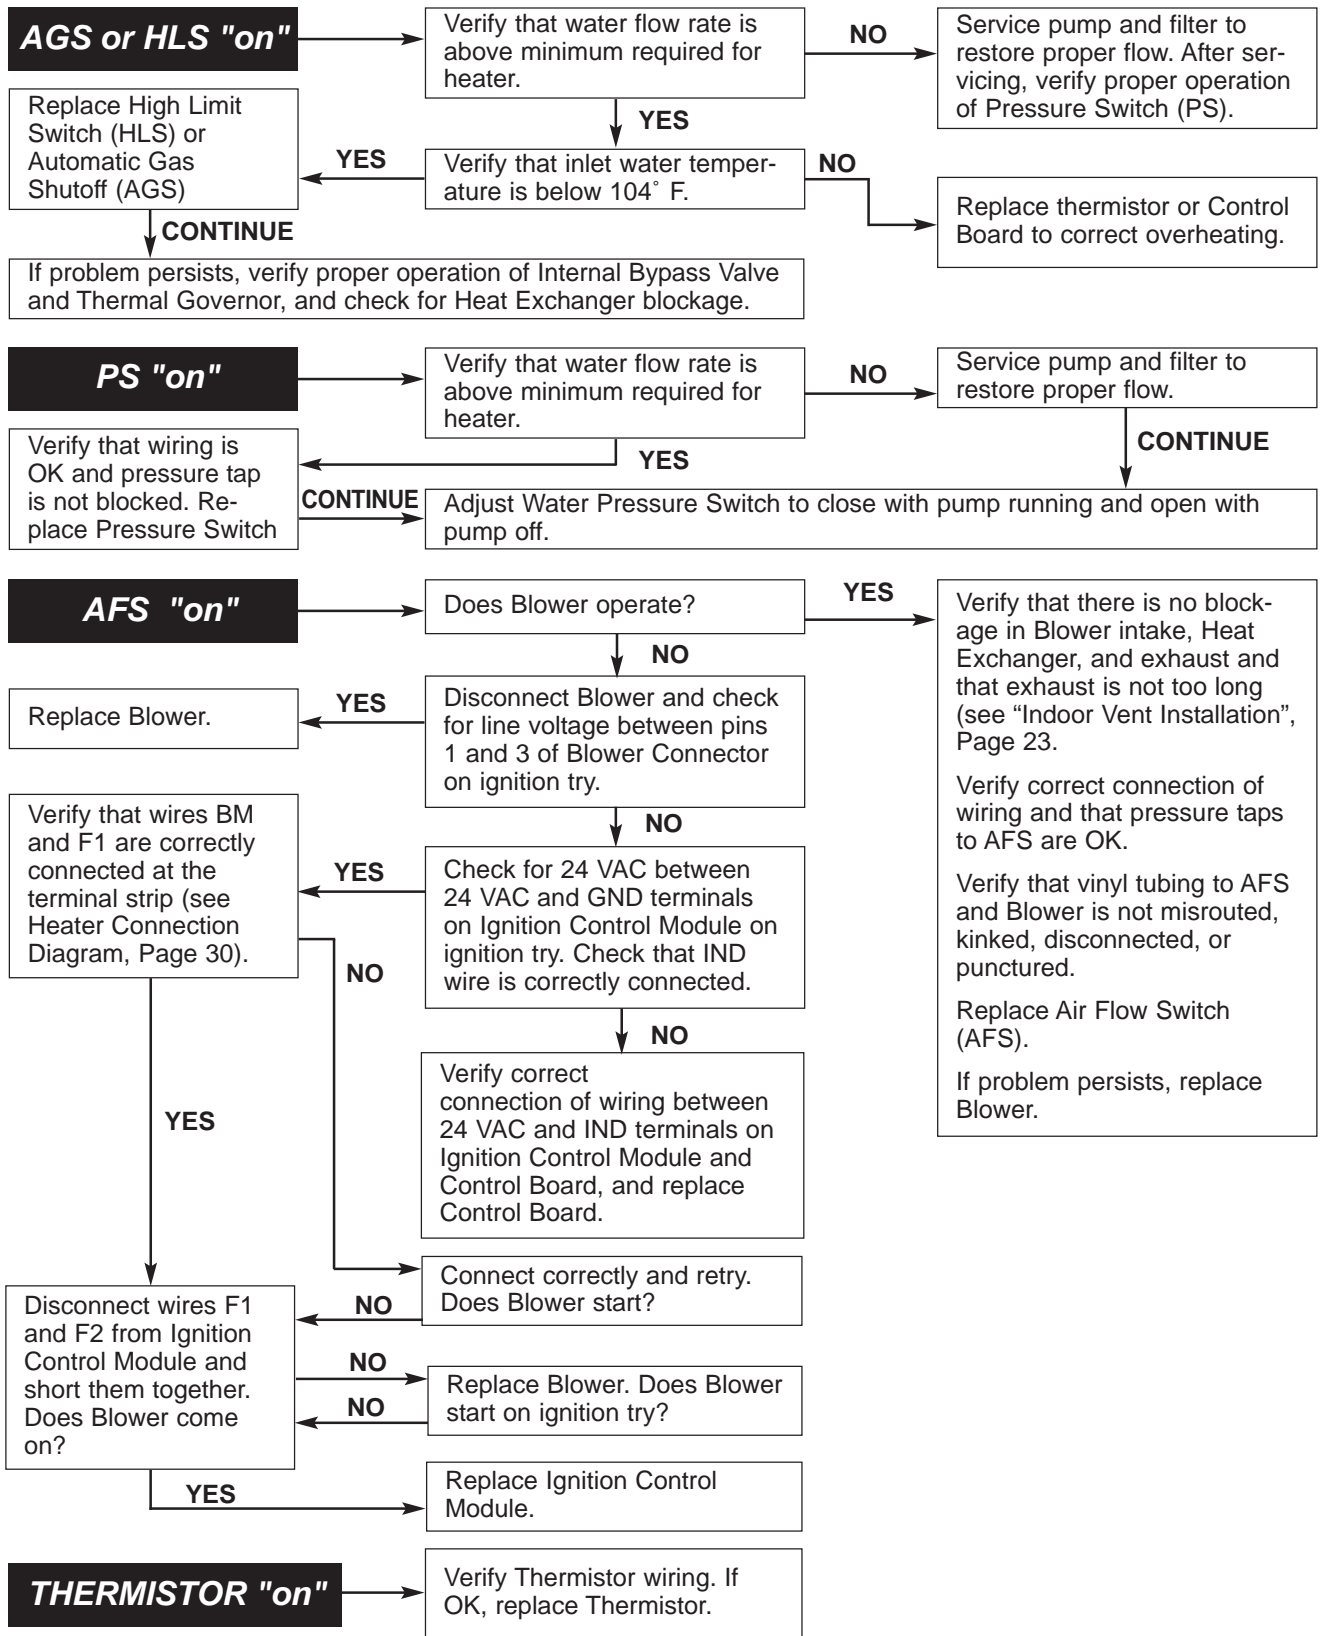 AGS or HLS "on"
Verify that water flow rate is
above minimum required for
heater.
NO
Service pump and filter to
restore proper flow. After ser-
vicing, verify proper operation
of Pressure Switch (PS).
YES
Replace High Limit
Switch (HLS) or
Automatic Gas
Shutoff (AGS)
YES
Verify that inlet water temper-
ature is below 104˚ F.
NO
Replace thermistor or Control
Board to correct overheating.
CONTINUE
If problem persists, verify proper operation of Internal Bypass Valve
and Thermal Governor, and check for Heat Exchanger blockage.
PS "on"
Verify that water flow rate is
above minimum required for
heater.
NO
Service pump and filter to
restore proper flow.
CONTINUE
YES
Verify that wiring is
OK and pressure tap
is not blocked. Re-
place Pressure Switch
CONTINUE
Adjust Water Pressure Switch to close with pump running and open with
pump off.
AFS "on"
Does Blower operate?
YES
Verify that there is no block-
age in Blower intake, Heat
Exchanger, and exhaust and
that exhaust is not too long
(see “Indoor Vent Installation”,
Page 23.
Verify correct connection of
wiring and that pressure taps
to AFS are OK.
Verify that vinyl tubing to AFS
and Blower is not misrouted,
kinked, disconnected, or
punctured.
Replace Air Flow Switch
(AFS).
If problem persists, replace
Blower.
NO
Replace Blower.
YES
Disconnect Blower and check
for line voltage between pins
1 and 3 of Blower Connector
on ignition try.
NO
Verify that wires BM
and F1 are correctly
connected at the
terminal strip (see
Heater Connection
Diagram, Page 30).
YES
Check for 24 VAC between
24 VAC and GND terminals
on Ignition Control Module on
ignition try. Check that IND
wire is correctly connected.
NO
NO
Verify correct
connection of wiring between
24 VAC and IND terminals on
Ignition Control Module and
Control Board, and replace
Control Board.
YES
Connect correctly and retry.
Does Blower start?
NO
Disconnect wires F1
and F2 from Ignition
Control Module and
short them together.
Does Blower come
on?
NO
Replace Blower. Does Blower
start on ignition try?
NO
YES
Replace Ignition Control
Module.
THERMISTOR "on"
Verify Thermistor wiring. If
OK, replace Thermistor.